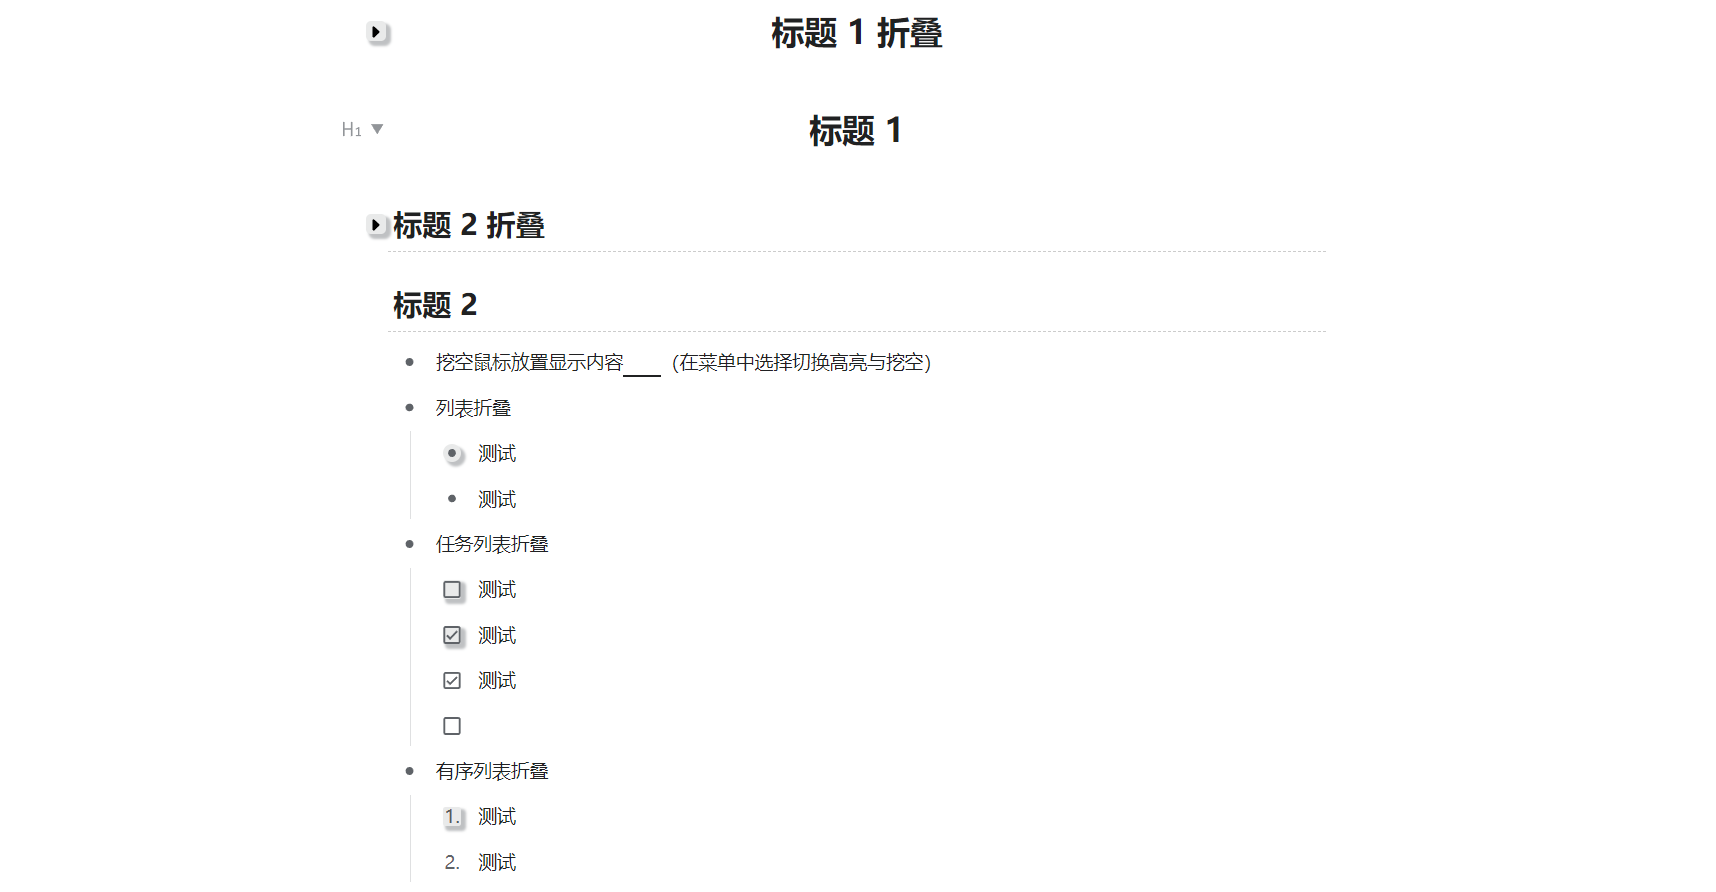 标题 1 折叠
H1
标题 1
标题 2 折叠
标题 2
挖空鼠标放置显示内容____（在菜单中选择切换高亮与挖空）
列表折叠
测试
测试
任务列表折叠
测试
测试
测试
有序列表折叠
1. 测试
2. 测试